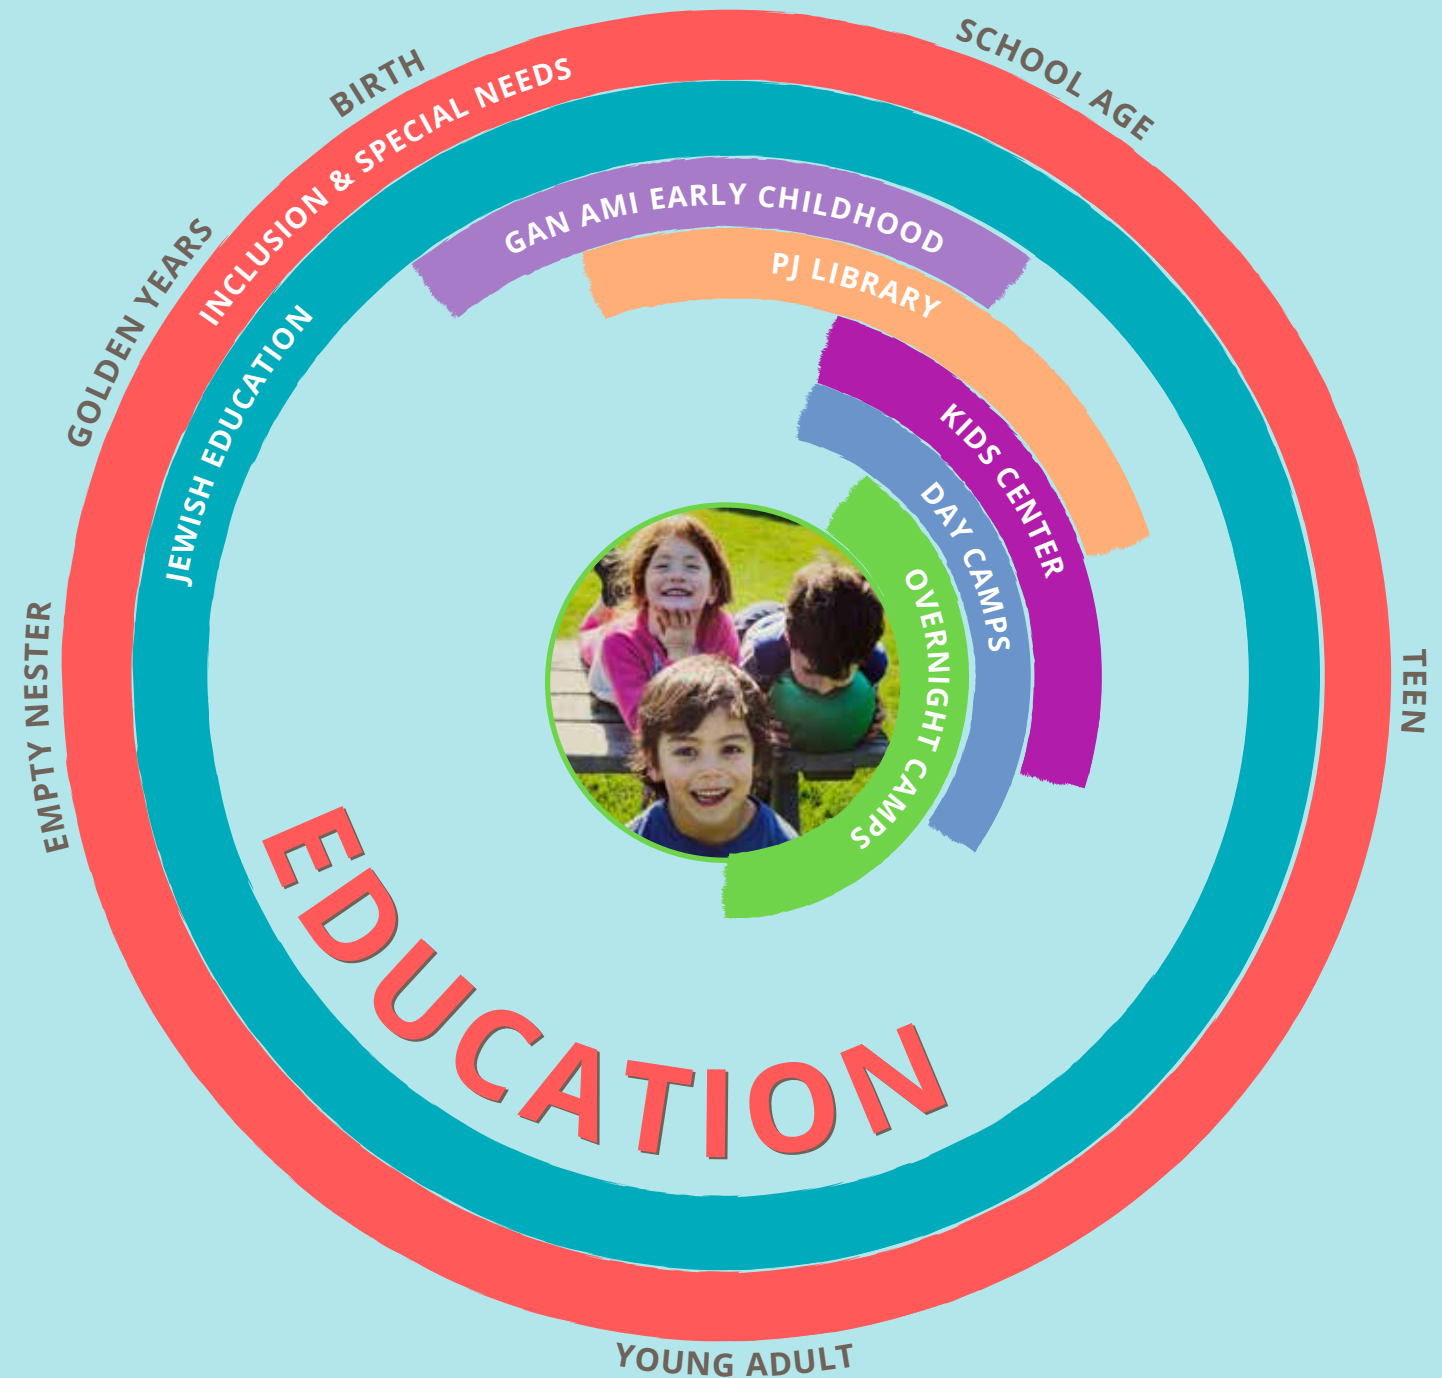 BIRTH
SCHOOL AGE
TEEN
YOUNG ADULT
EMPTY NESTER
GOLDEN YEARS
INCLUSION & SPECIAL NEEDS
JEWISH EDUCATION
GAN AMI EARLY CHILDHOOD
PJ LIBRARY
KIDS CENTER
DAY CAMPS
OVERNIGHT CAMPS
EDUCATION